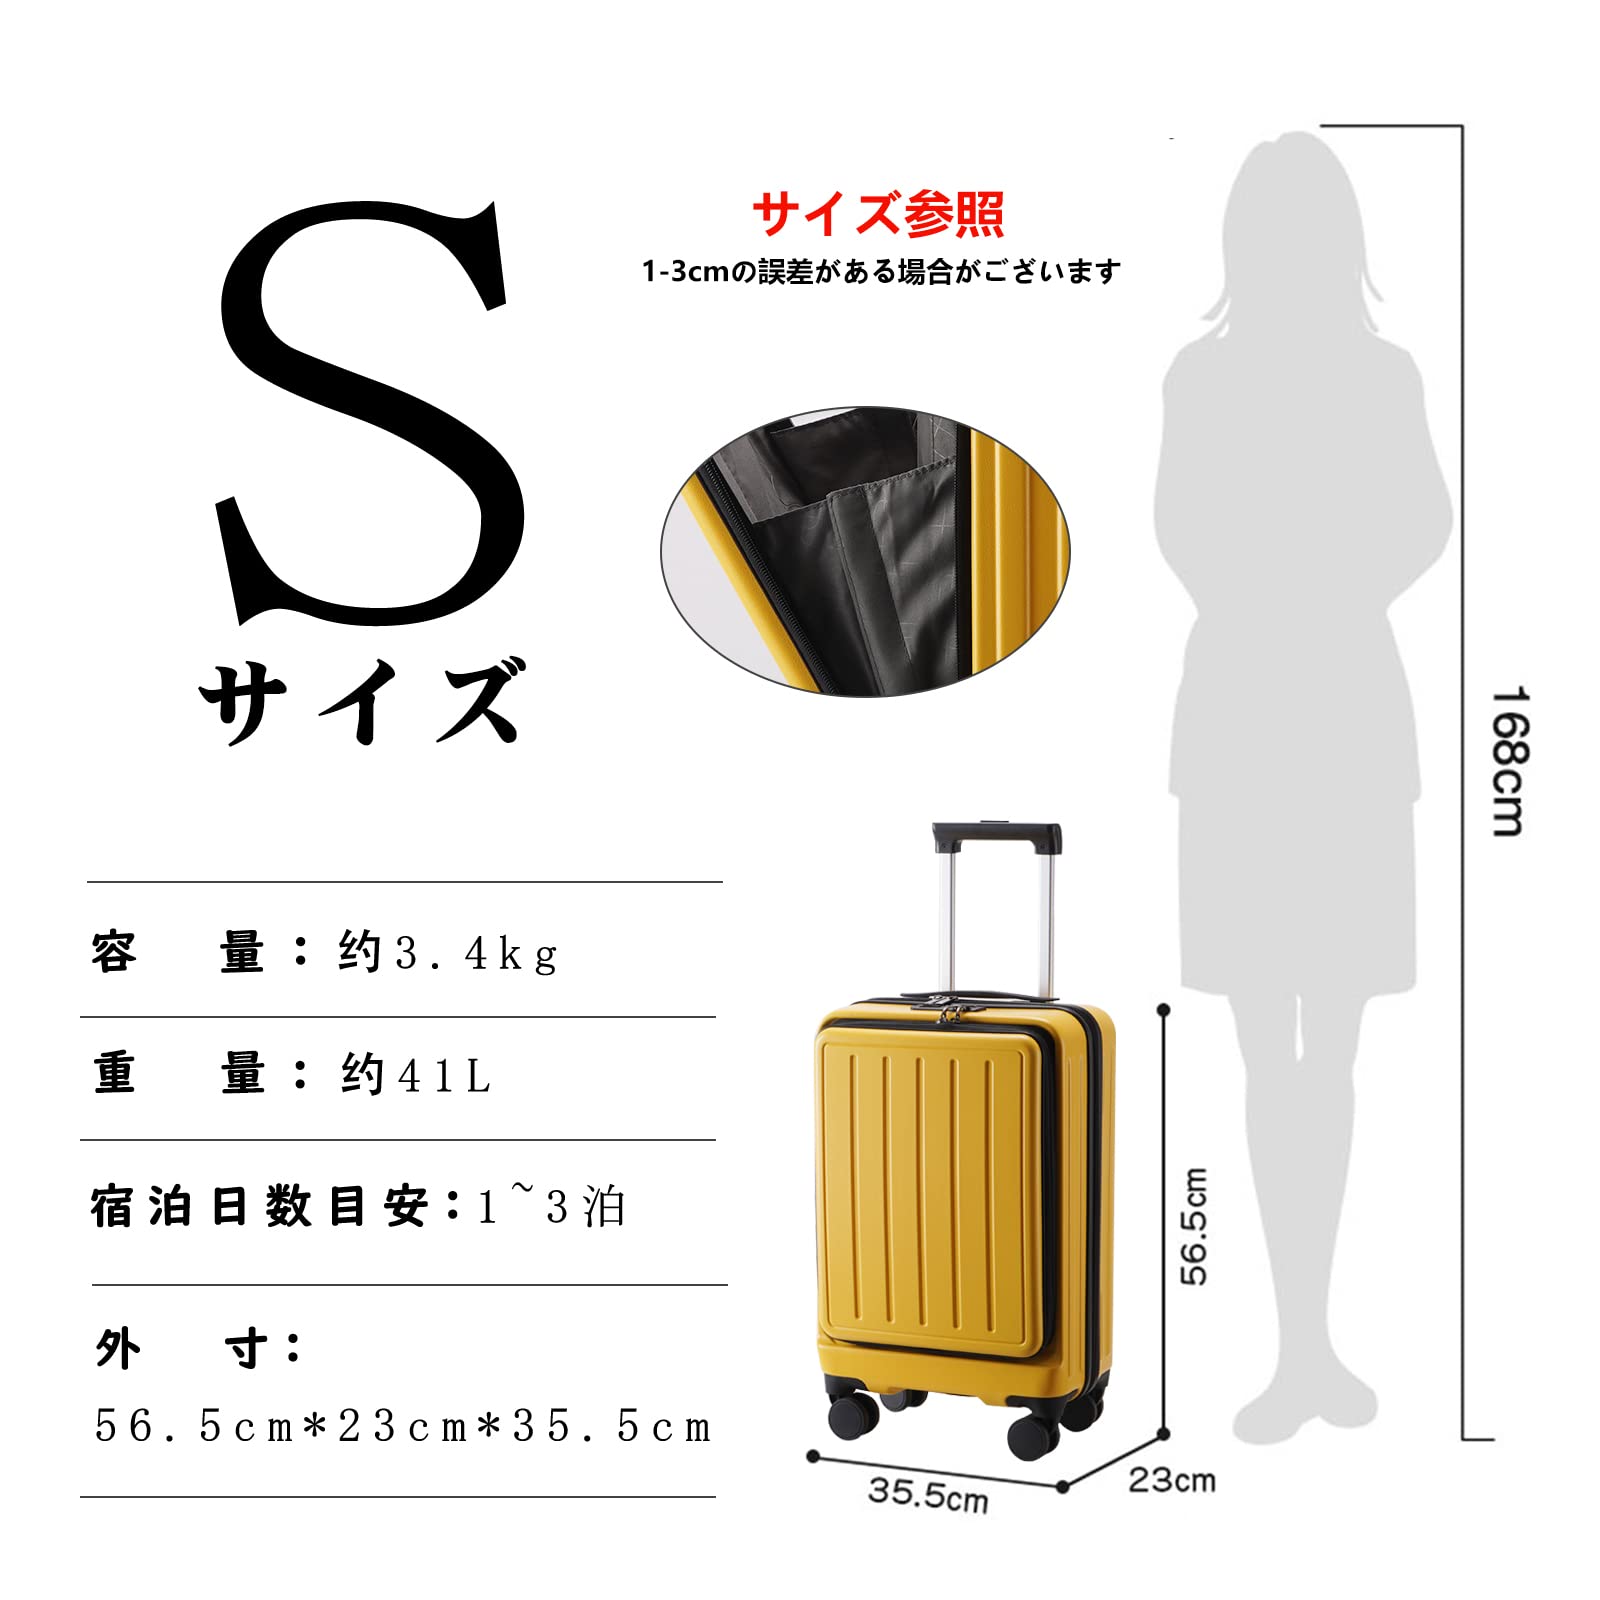 S
サイズ
サイズ参照
1-3cmの誤差がある場合がございます
容 量：约3.4kg
重 量：约41L
宿泊日数目安：1~3泊
外 寸：
56.5cm*23cm*35.5cm
168cm
56.5cm
23cm
35.5cm